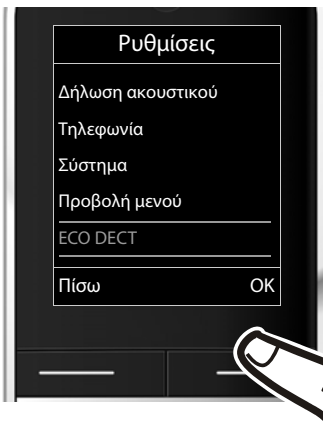 Ρυθμίσεις
Δήλωση ακουστικού
Τηλεφωνία
Σύστημα
Προβολή μενού
ECO DECT
Πίσω OK